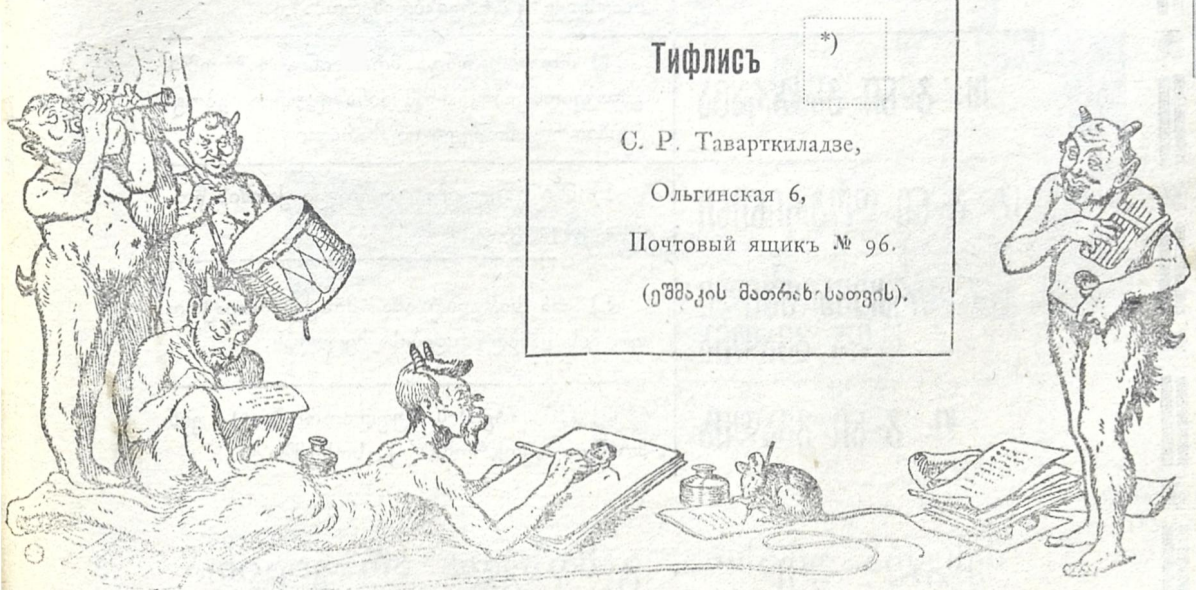 Тифлисъ
*)
С. Р. Таварткиладзе,
Ольгинская 6,
Почтовый ящикъ № 96.
(ეშმაკის მათრახისათვის).